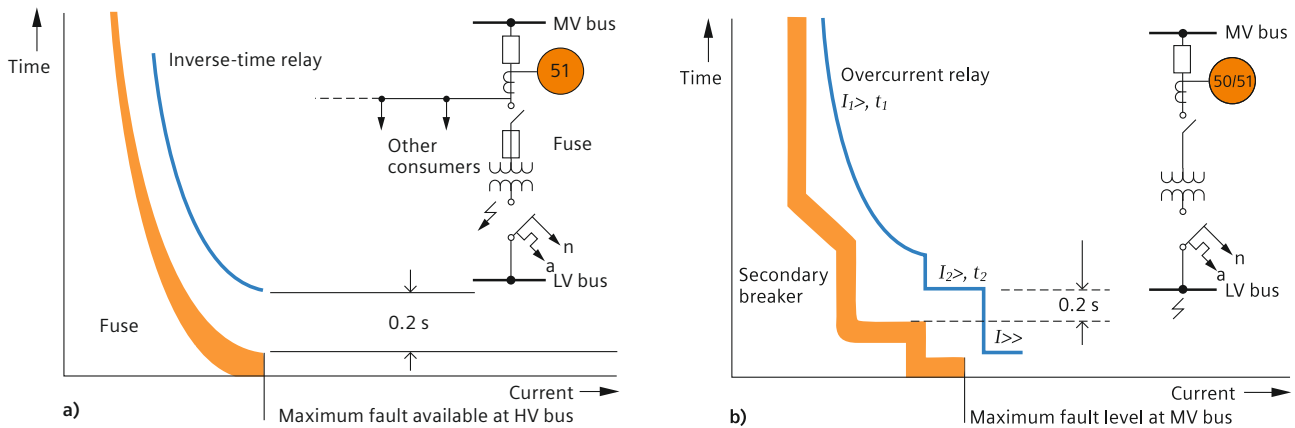 Time
Inverse-time relay
MV bus
51
Other
consumers
Fuse
n
a
LV bus
0.2 s
Fuse
Current
a)
Maximum fault available at HV bus
Time
Overcurrent relay
I₁>, t₁
MV bus
50/51
n
a
LV bus
Secondary
breaker
I₂>, t₂
0.2 s
I>>
Current
b)
Maximum fault level at MV bus